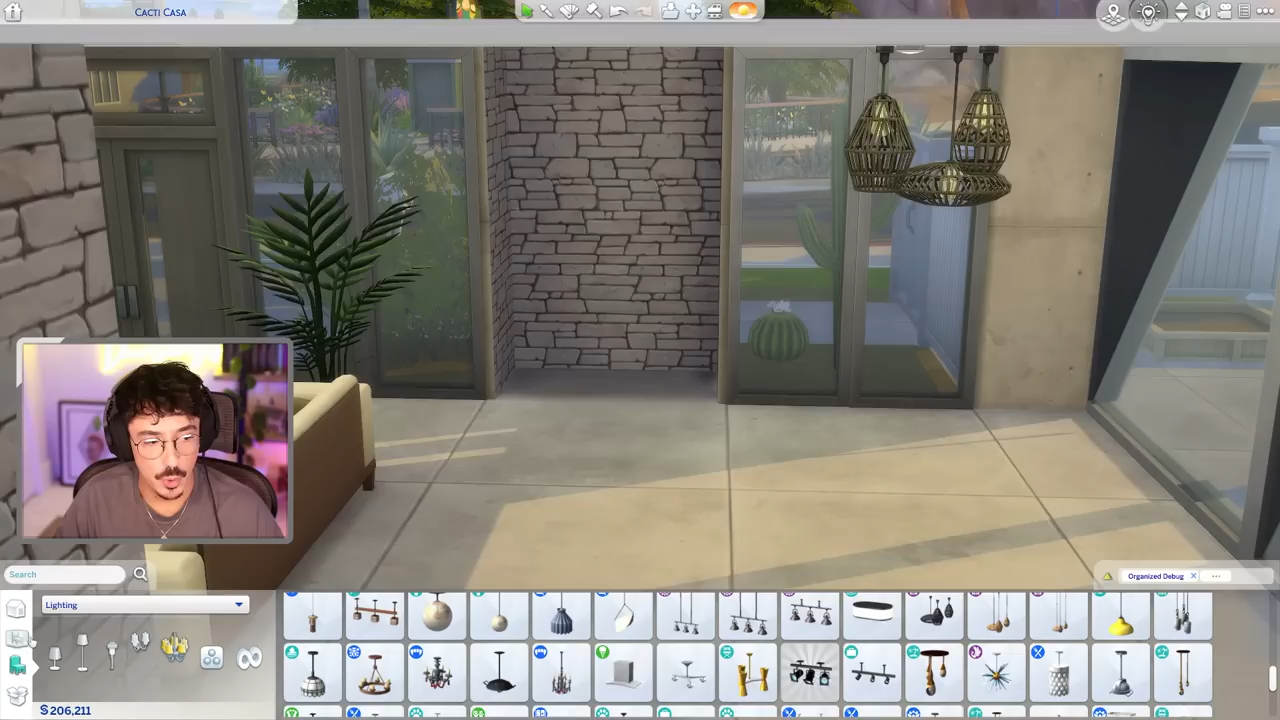 Cacti Casa
Search
Organized Debug
Lighting
$206,211